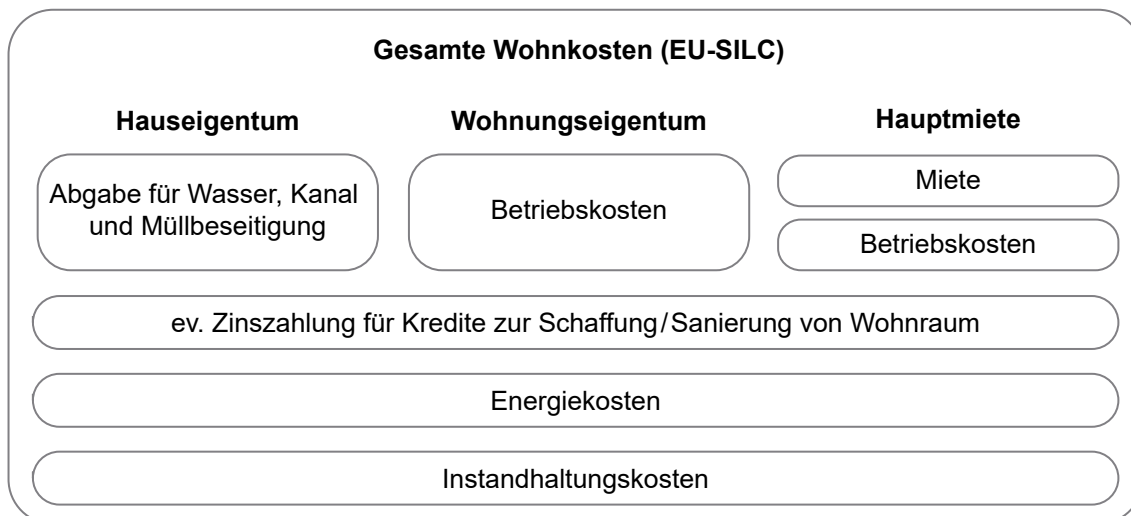 Gesamte Wohnkosten (EU-SILC)
Hauseigentum
Wohnungseigentum
Hauptmiete
Abgabe für Wasser, Kanal
und Müllbeseitigung
Betriebskosten
Miete
Betriebskosten
ev. Zinszahlung für Kredite zur Schaffung/Sanierung von Wohnraum
Energiekosten
Instandhaltungskosten